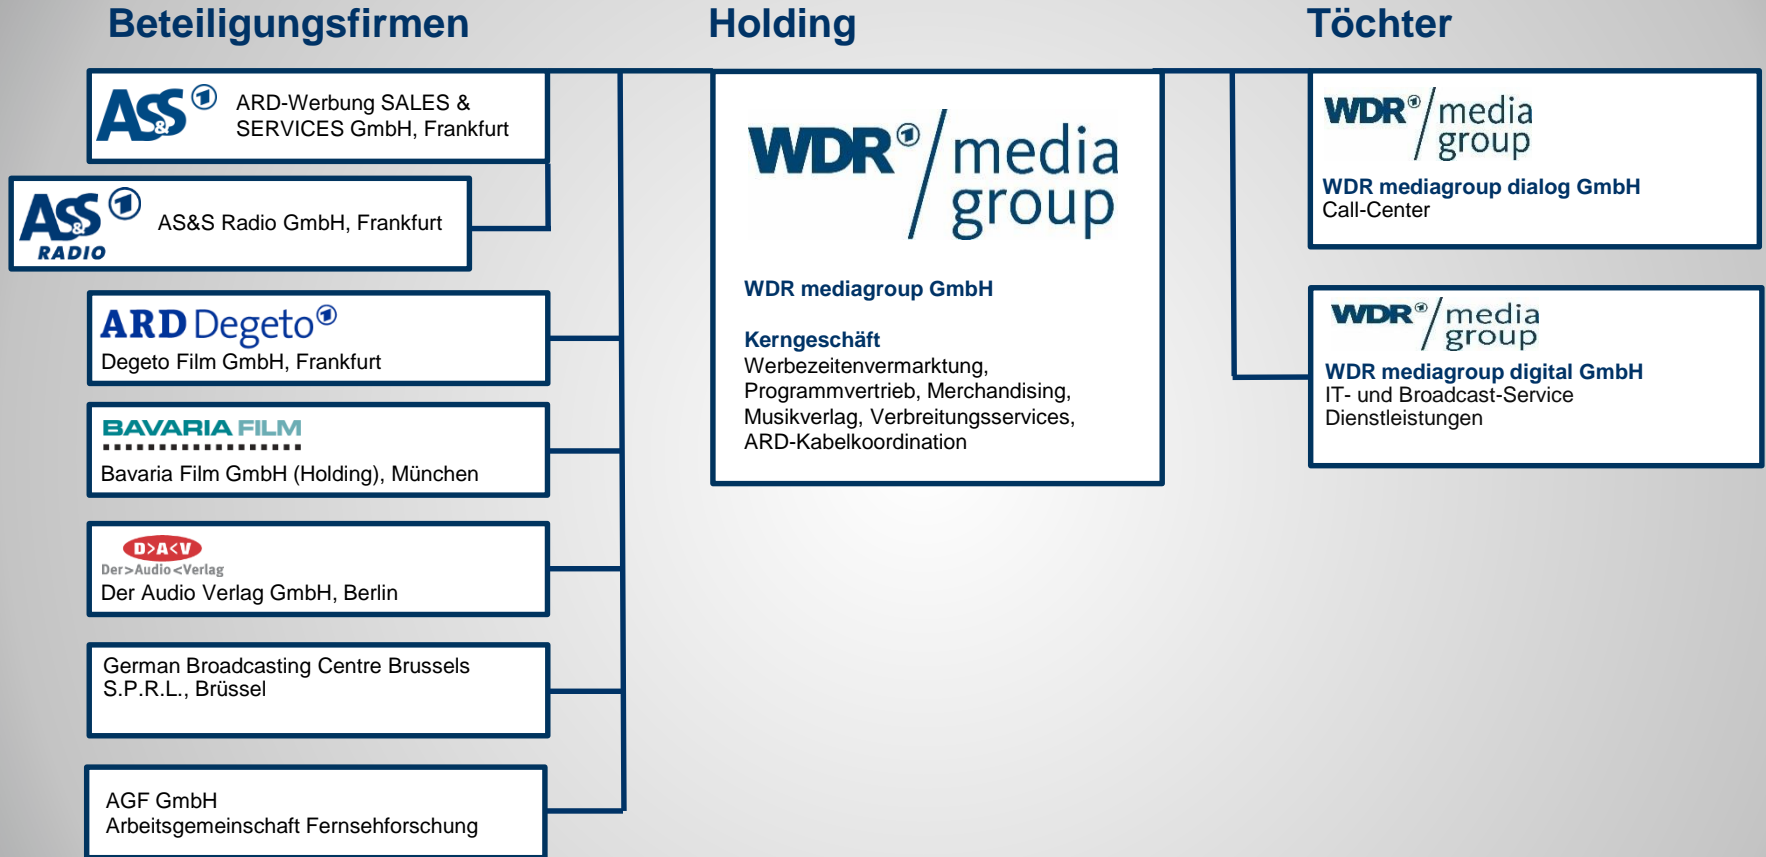 Beteiligungsfirmen
Holding
Töchter
AS&S
ARD-Werbung SALES &
SERVICES GmbH, Frankfurt
AS&S
RADIO
AS&S Radio GmbH, Frankfurt
ARD Degeto
Degeto Film GmbH, Frankfurt
BAVARIA FILM
Bavaria Film GmbH (Holding), München
D>A<V
Der>Audio<Verlag
Der Audio Verlag GmbH, Berlin
German Broadcasting Centre Brussels
S.P.R.L., Brüssel
AGF GmbH
Arbeitsgemeinschaft Fernsehforschung
WDR® media
group
WDR mediagroup GmbH
Kerngeschäft
Werbezeitenvermarktung,
Programmvertrieb, Merchandising,
Musikverlag, Verbreitungsservices,
ARD-Kabelkoordination
WDR® media
group
WDR mediagroup dialog GmbH
Call-Center
WDR® media
group
WDR mediagroup digital GmbH
IT- und Broadcast-Service
Dienstleistungen